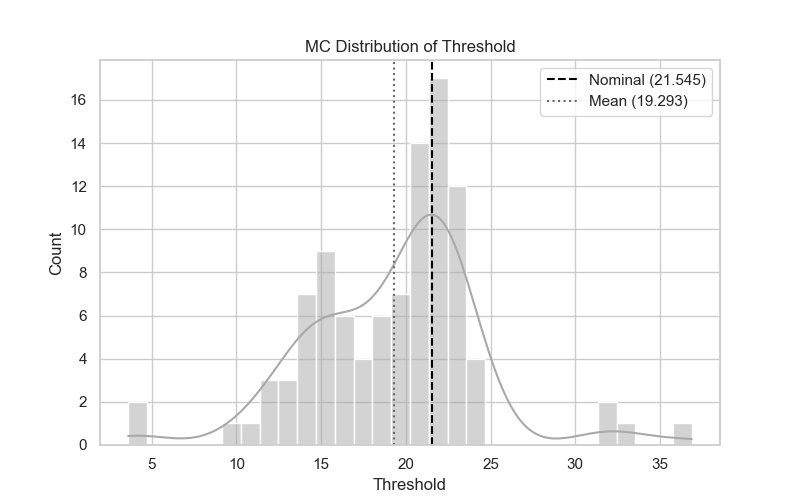 MC Distribution of Threshold
Nominal (21.545)
Mean (19.293)
Count
16
14
12
10
8
6
4
2
0
5 10 15 20 25 30 35
Threshold